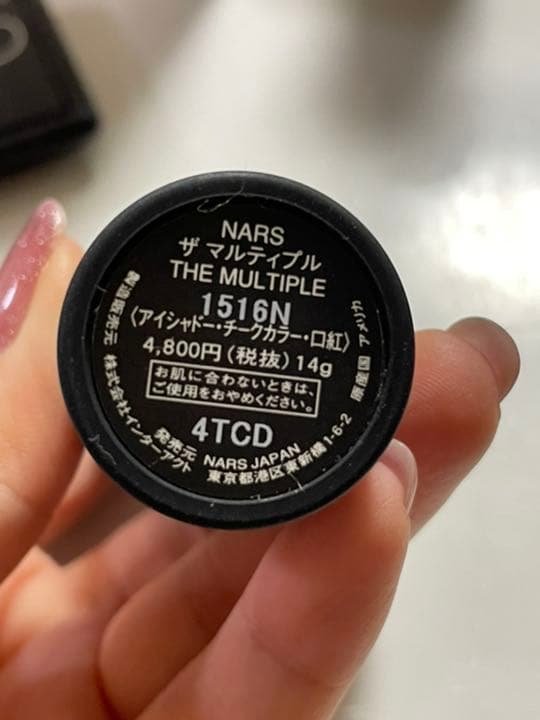 NARS
ザ マルティプル
THE MULTIPLE
1516N
〈アイシャドー・チークカラー・口紅〉
4,800円(税抜)14g
お肌に合わないときは、
ご使用をおやめください。
4TCD
発売元 NARS JAPAN
東京都港区東新橋1-6-2
製造販売元 株式会社インターアクト
原産国 アメリカ